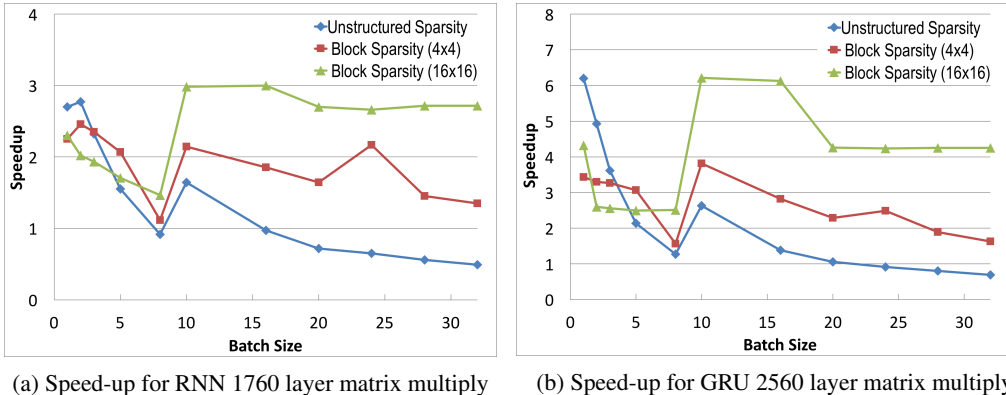 4
3
2
1
0
Speedup
Unstructured Sparsity
Block Sparsity (4x4)
Block Sparsity (16x16)
0 5 10 15 20 25 30
Batch Size
(a) Speed-up for RNN 1760 layer matrix multiply
8
7
6
5
4
3
2
1
0
Speedup
Unstructured Sparsity
Block Sparsity (4x4)
Block Sparsity (16x16)
0 5 10 15 20 25 30
Batch Size
(b) Speed-up for GRU 2560 layer matrix multiply